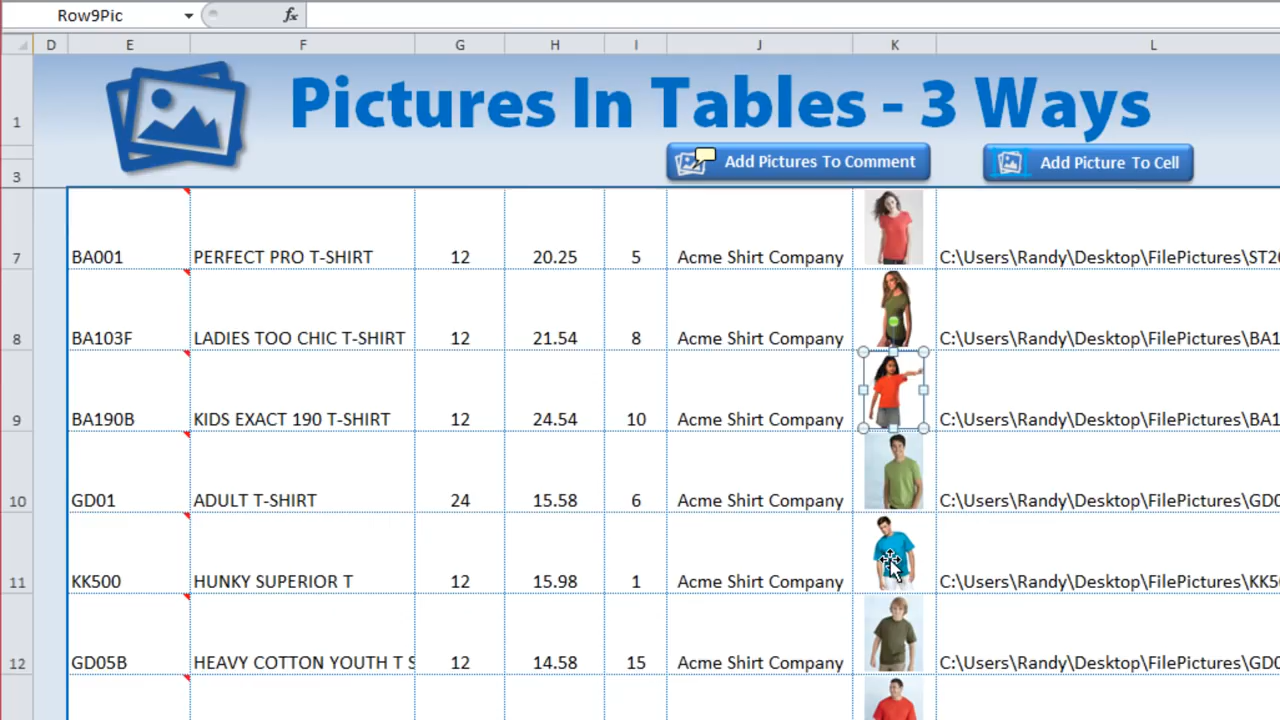 Row9Pic fx
D E F G H I J K L
1 Pictures In Tables - 3 Ways
3 Add Pictures To Comment Add Picture To Cell
7 BA001 PERFECT PRO T-SHIRT 12 20.25 5 Acme Shirt Company C:\Users\Randy\Desktop\FilePictures\ST20
8 BA103F LADIES TOO CHIC T-SHIRT 12 21.54 8 Acme Shirt Company C:\Users\Randy\Desktop\FilePictures\BA1
9 BA190B KIDS EXACT 190 T-SHIRT 12 24.54 10 Acme Shirt Company C:\Users\Randy\Desktop\FilePictures\BA1
10 GD01 ADULT T-SHIRT 24 15.58 6 Acme Shirt Company C:\Users\Randy\Desktop\FilePictures\GD0
11 KK500 HUNKY SUPERIOR T 12 15.98 1 Acme Shirt Company C:\Users\Randy\Desktop\FilePictures\KK50
12 GD05B HEAVY COTTON YOUTH T S 12 14.58 15 Acme Shirt Company C:\Users\Randy\Desktop\FilePictures\GD0